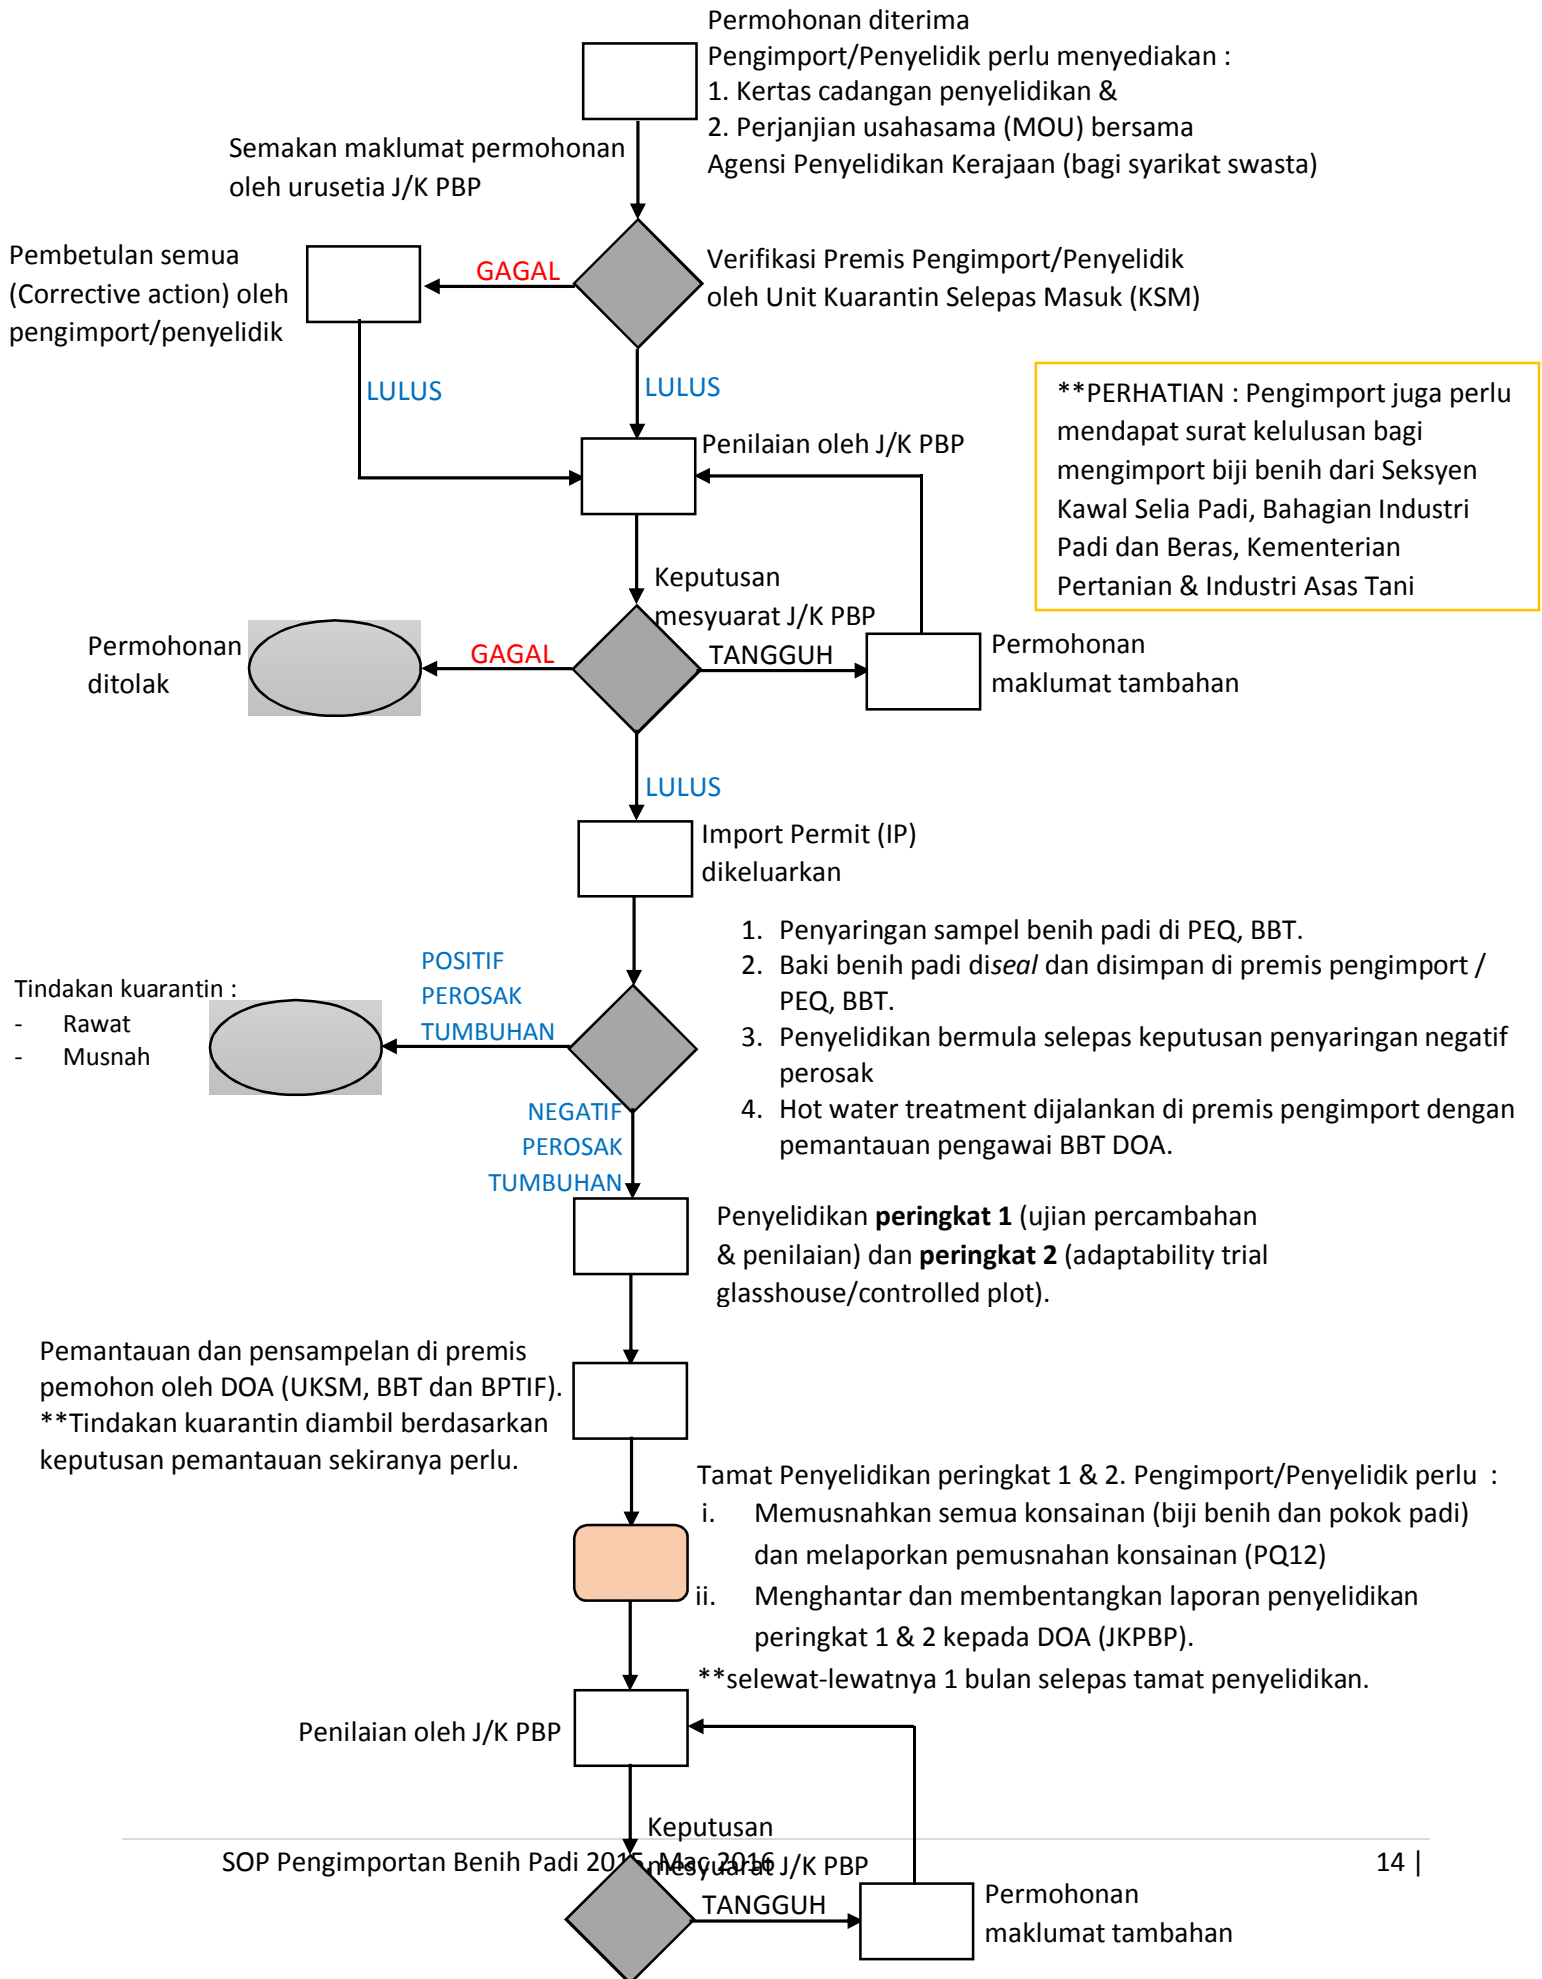 Permohonan diterima
Pengimport/Penyelidik perlu menyediakan :
1. Kertas cadangan penyelidikan &
2. Perjanjian usahasama (MOU) bersama
Agensi Penyelidikan Kerajaan (bagi syarikat swasta)
Semakan maklumat permohonan
oleh urusetia J/K PBP
Pembetulan semua
(Corrective action) oleh
pengimport/penyelidik
GAGAL
Verifikasi Premis Pengimport/Penyelidik
oleh Unit Kuarantin Selepas Masuk (KSM)
LULUS
LULUS
**PERHATIAN : Pengimport juga perlu
mendapat surat kelulusan bagi
mengimport biji benih dari Seksyen
Kawal Selia Padi, Bahagian Industri
Padi dan Beras, Kementerian
Pertanian & Industri Asas Tani
Penilaian oleh J/K PBP
Keputusan
mesyuarat J/K PBP
Permohonan
ditolak
GAGAL
TANGGUH
Permohonan
maklumat tambahan
LULUS
Import Permit (IP)
dikeluarkan
1. Penyaringan sampel benih padi di PEQ, BBT.
2. Baki benih padi diseal dan disimpan di premis pengimport /
PEQ, BBT.
3. Penyelidikan bermula selepas keputusan penyaringan negatif
perosak
4. Hot water treatment dijalankan di premis pengimport dengan
pemantauan pengawai BBT DOA.
POSITIF
PEROSAK
TUMBUHAN
Tindakan kuarantin :
- Rawat
- Musnah
NEGATIF
PEROSAK
TUMBUHAN
Penyelidikan peringkat 1 (ujian percambahan
& penilaian) dan peringkat 2 (adaptability trial
glasshouse/controlled plot).
Pemantauan dan pensampelan di premis
pemohon oleh DOA (UKSM, BBT dan BPTIF).
**Tindakan kuarantin diambil berdasarkan
keputusan pemantauan sekiranya perlu.
Tamat Penyelidikan peringkat 1 & 2. Pengimport/Penyelidik perlu :
i. Memusnahkan semua konsainan (biji benih dan pokok padi)
dan melaporkan pemusnahan konsainan (PQ12)
ii. Menghantar dan membentangkan laporan penyelidikan
peringkat 1 & 2 kepada DOA (JKPBP).
**selewat-lewatnya 1 bulan selepas tamat penyelidikan.
Penilaian oleh J/K PBP
Keputusan
mesyuarat J/K PBP
SOP Pengimportan Benih Padi 2015, Mac 2016
14 |
TANGGUH
Permohonan
maklumat tambahan